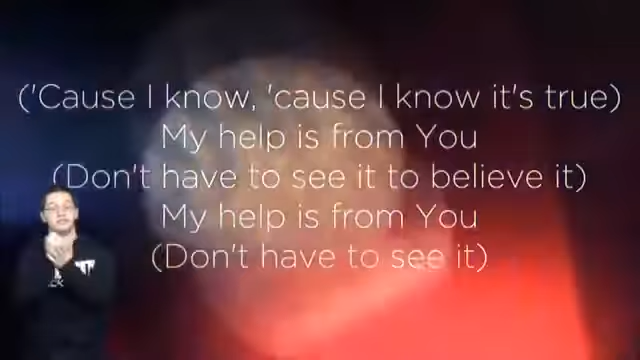 ('Cause I know, 'cause I know it's true)
My help is from You
(Don't have to see it to believe it)
My help is from You
(Don't have to see it)